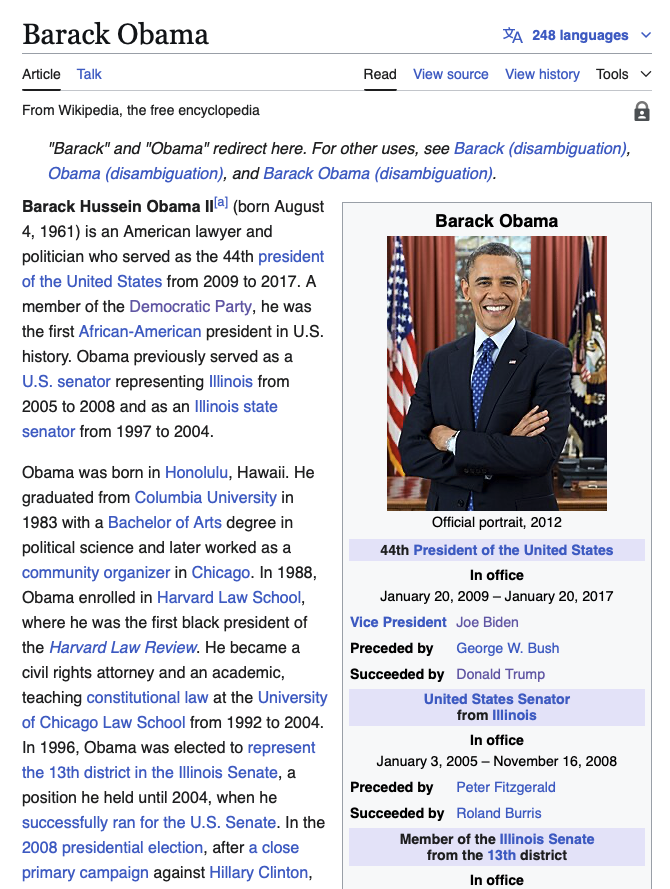 Barack Obama
248 languages
Article Talk Read View source View history Tools
From Wikipedia, the free encyclopedia
"Barack" and "Obama" redirect here. For other uses, see Barack (disambiguation),
Obama (disambiguation), and Barack Obama (disambiguation).
Barack Hussein Obama II[a] (born August
4, 1961) is an American lawyer and
politician who served as the 44th president
of the United States from 2009 to 2017. A
member of the Democratic Party, he was
the first African-American president in U.S.
history. Obama previously served as a
U.S. senator representing Illinois from
2005 to 2008 and as an Illinois state
senator from 1997 to 2004.
Obama was born in Honolulu, Hawaii. He
graduated from Columbia University in
1983 with a Bachelor of Arts degree in
political science and later worked as a
community organizer in Chicago. In 1988,
Obama enrolled in Harvard Law School,
where he was the first black president of
the Harvard Law Review. He became a
civil rights attorney and an academic,
teaching constitutional law at the University
of Chicago Law School from 1992 to 2004.
In 1996, Obama was elected to represent
the 13th district in the Illinois Senate, a
position he held until 2004, when he
successfully ran for the U.S. Senate. In the
2008 presidential election, after a close
primary campaign against Hillary Clinton,
Barack Obama
Official portrait, 2012
44th President of the United States
In office
January 20, 2009 – January 20, 2017
Vice President Joe Biden
Preceded by George W. Bush
Succeeded by Donald Trump
United States Senator
from Illinois
In office
January 3, 2005 – November 16, 2008
Preceded by Peter Fitzgerald
Succeeded by Roland Burris
Member of the Illinois Senate
from the 13th district
In office